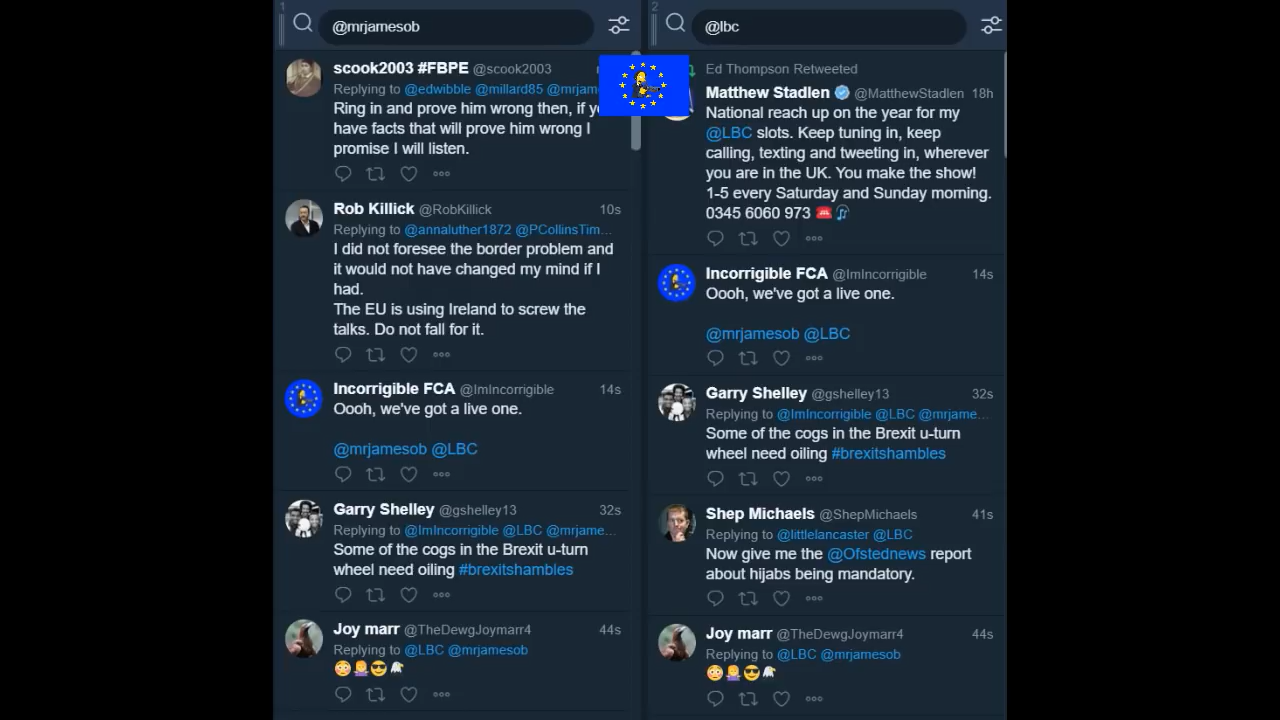 1
@mrjamesob
scook2003 #FBPE @scook2003
Replying to @edwibble @millard85 @mrjam
Ring in and prove him wrong then, if y
have facts that will prove him wrong I
promise I will listen.
Rob Killick @RobKillick 10s
Replying to @annaluther1872 @PCollinsTim...
I did not foresee the border problem and
it would not have changed my mind if I
had.
The EU is using Ireland to screw the
talks. Do not fall for it.
Incorrigible FCA @ImIncorrigible 14s
Oooh, we've got a live one.
@mrjamesob @LBC
Garry Shelley @gshelley13 32s
Replying to @ImIncorrigible @LBC @mrjame...
Some of the cogs in the Brexit u-turn
wheel need oiling #brexitshambles
Joy marr @TheDewgJoymarr4 44s
Replying to @LBC @mrjamesob
😳🤷‍♀️😎🦅
2
@lbc
Ed Thompson Retweeted
Matthew Stadlen @MatthewStadlen 18h
National reach up on the year for my
@LBC slots. Keep tuning in, keep
calling, texting and tweeting in, wherever
you are in the UK. You make the show!
1-5 every Saturday and Sunday morning.
0345 6060 973 ☎️🎧
Incorrigible FCA @ImIncorrigible 14s
Oooh, we've got a live one.
@mrjamesob @LBC
Garry Shelley @gshelley13 32s
Replying to @ImIncorrigible @LBC @mrjame...
Some of the cogs in the Brexit u-turn
wheel need oiling #brexitshambles
Shep Michaels @ShepMichaels 41s
Replying to @littlelancaster @LBC
Now give me the @Ofstednews report
about hijabs being mandatory.
Joy marr @TheDewgJoymarr4 44s
Replying to @LBC @mrjamesob
😳🤷‍♀️😎🦅